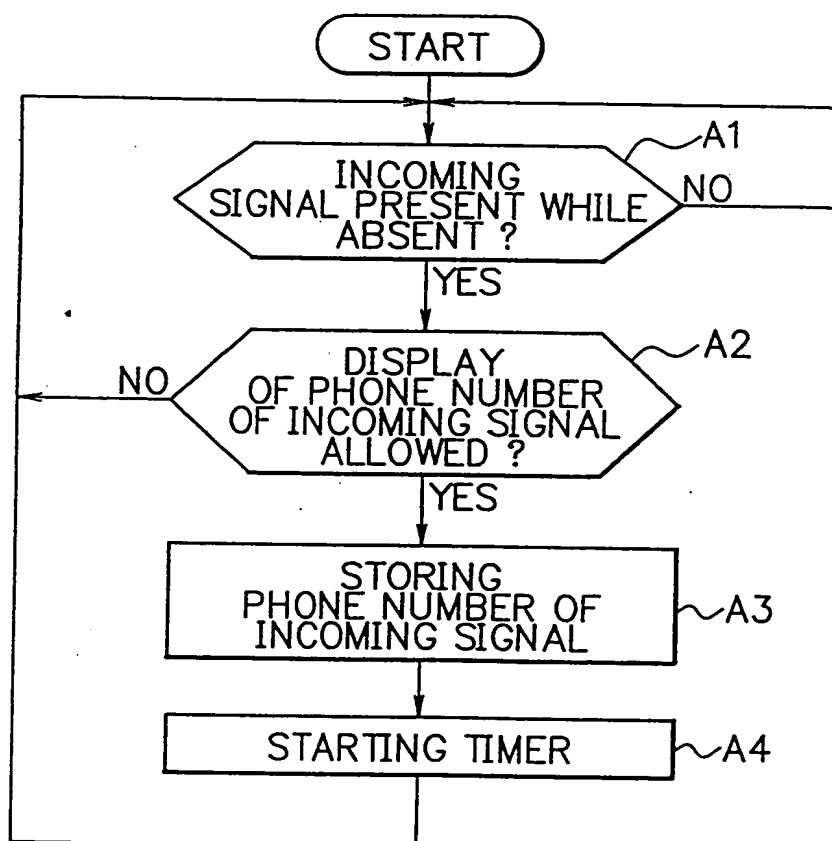 START
A1
INCOMING
SIGNAL PRESENT WHILE
ABSENT ?
NO
YES
A2
DISPLAY
OF PHONE NUMBER
OF INCOMING SIGNAL
ALLOWED ?
NO
YES
STORING
PHONE NUMBER OF
INCOMING SIGNAL
A3
STARTING TIMER
A4